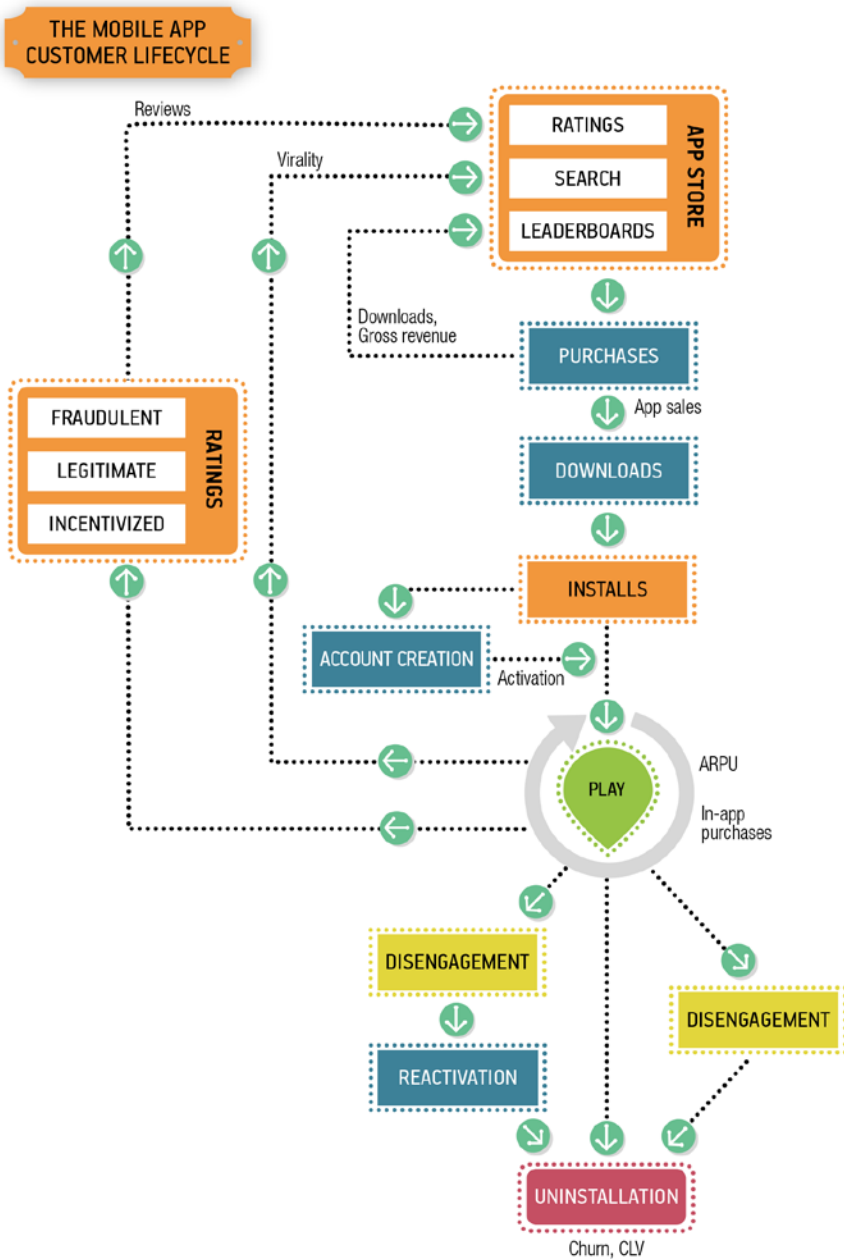 THE MOBILE APP
CUSTOMER LIFECYCLE
Reviews
Virality
RATINGS
SEARCH
LEADERBOARDS
APP STORE
Downloads,
Gross revenue
PURCHASES
App sales
DOWNLOADS
FRAUDULENT
LEGITIMATE
INCENTIVIZED
RATINGS
INSTALLS
ACCOUNT CREATION
Activation
PLAY
ARPU
In-app
purchases
DISENGAGEMENT
DISENGAGEMENT
REACTIVATION
UNINSTALLATION
Churn, CLV